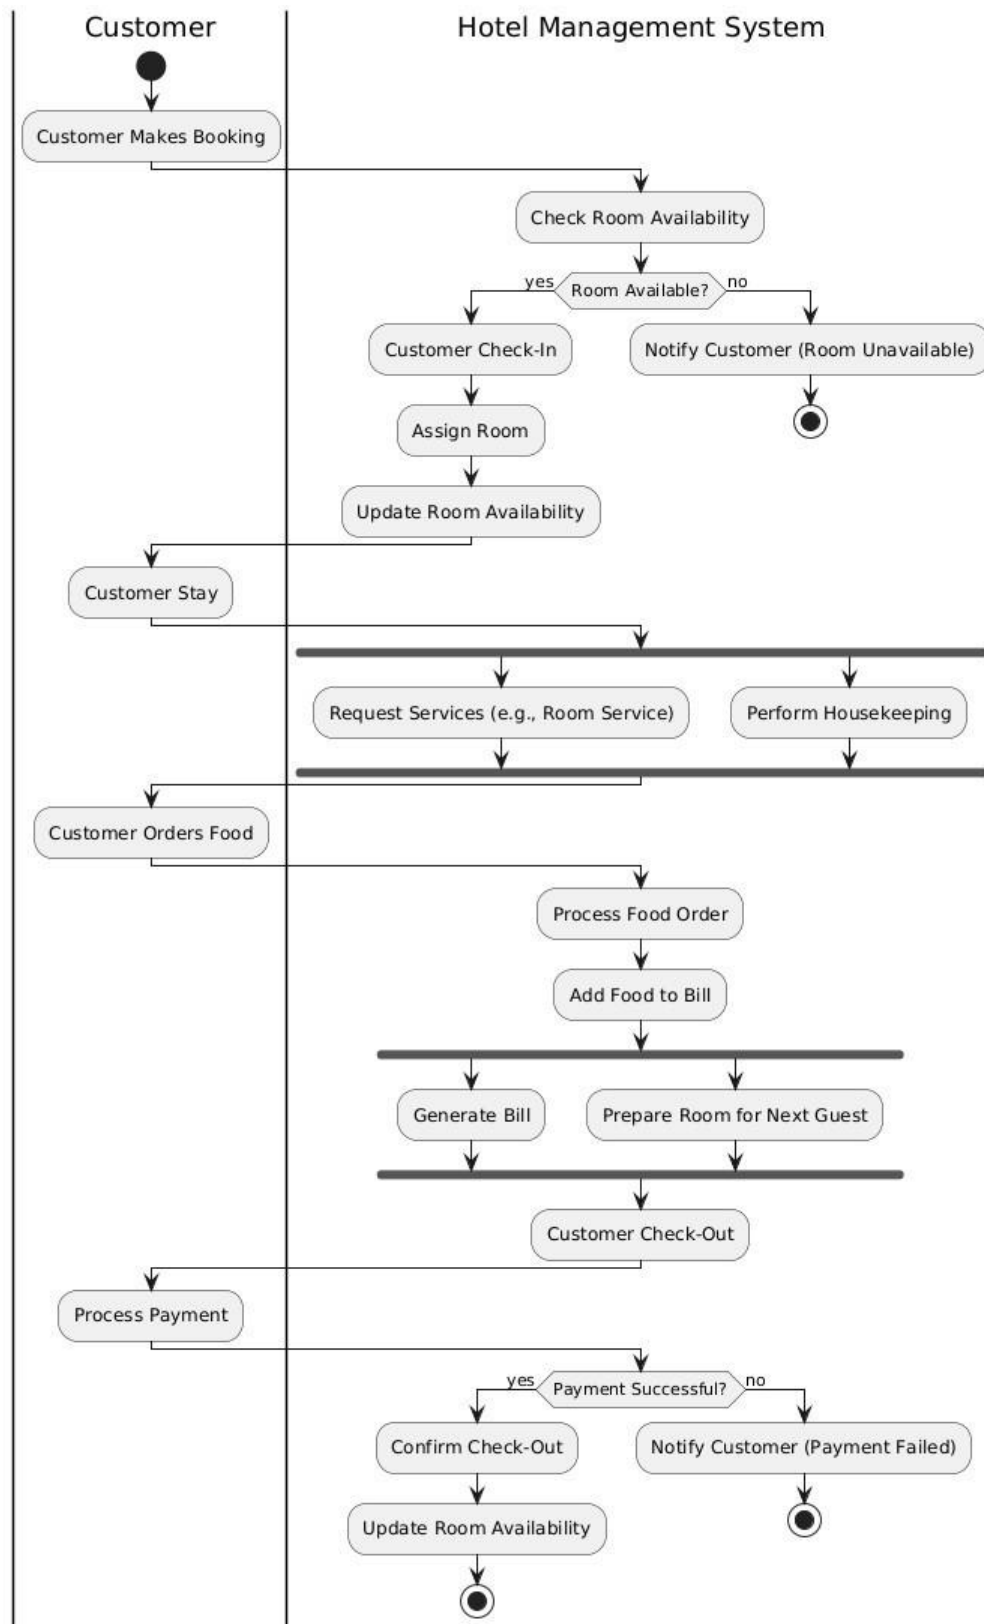 Customer
Hotel Management System
Customer Makes Booking
Check Room Availability
yes
Room Available?
no
Customer Check-In
Notify Customer (Room Unavailable)
Assign Room
Update Room Availability
Customer Stay
Request Services (e.g., Room Service)
Perform Housekeeping
Customer Orders Food
Process Food Order
Add Food to Bill
Generate Bill
Prepare Room for Next Guest
Customer Check-Out
Process Payment
yes
Payment Successful?
no
Confirm Check-Out
Notify Customer (Payment Failed)
Update Room Availability